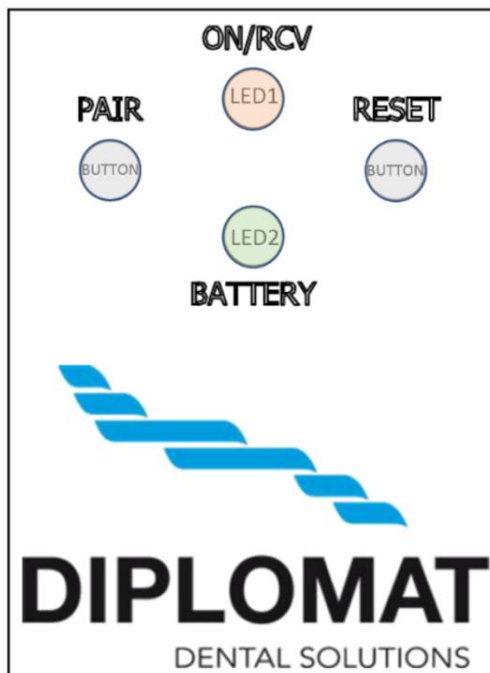 ON/RCV
LED1
PAIR
RESET
BUTTON
BUTTON
LED2
BATTERY
DIPLOMAT
DENTAL SOLUTIONS